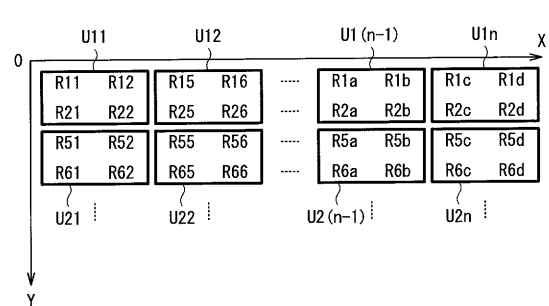 U11 U12 U1(n-1) U1n
0 X
R11 R12 R15 R16 ····· R1a R1b R1c R1d
R21 R22 R25 R26 R2a R2b R2c R2d
R51 R52 R55 R56 R5a R5b R5c R5d
R61 R62 R65 R66 ····· R6a R6b R6c R6d
U21 U22 U2(n-1) U2n
Y